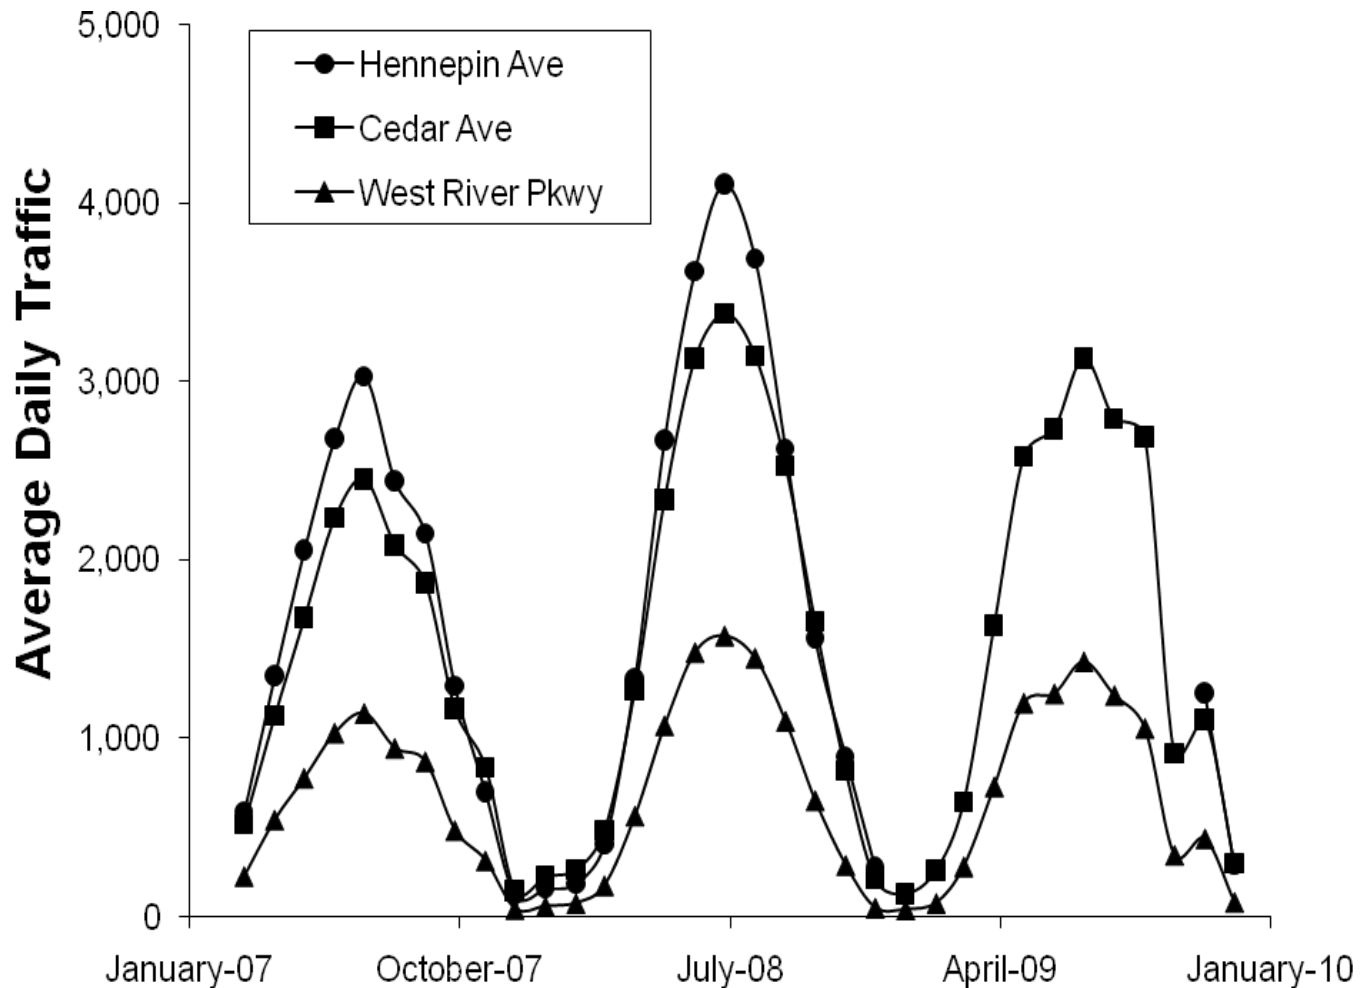 5,000
Hennepin Ave
Cedar Ave
West River Pkwy
4,000
3,000
2,000
1,000
0
Average Daily Traffic
January-07 October-07 July-08 April-09 January-10